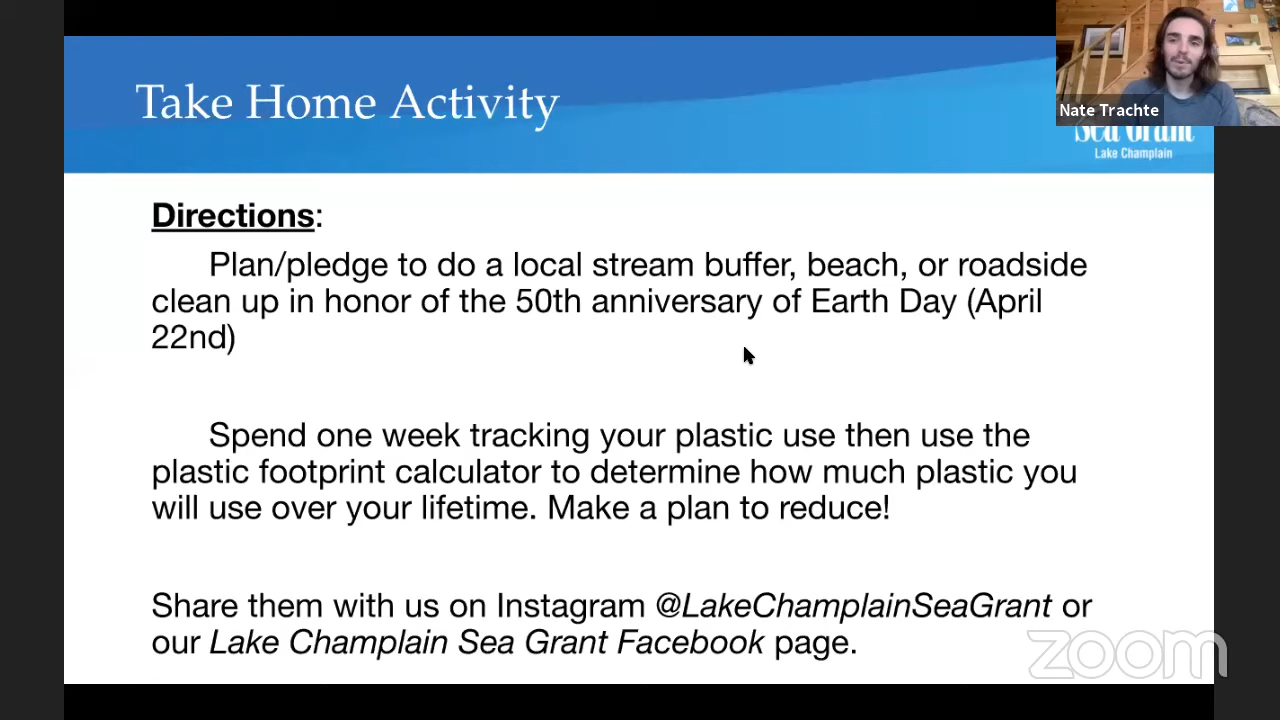 Take Home Activity
Nate Trachte
Sea Grant
Lake Champlain
Directions:
Plan/pledge to do a local stream buffer, beach, or roadside
clean up in honor of the 50th anniversary of Earth Day (April
22nd)
Spend one week tracking your plastic use then use the
plastic footprint calculator to determine how much plastic you
will use over your lifetime. Make a plan to reduce!
Share them with us on Instagram @LakeChamplainSeaGrant or
our Lake Champlain Sea Grant Facebook page.
zoom